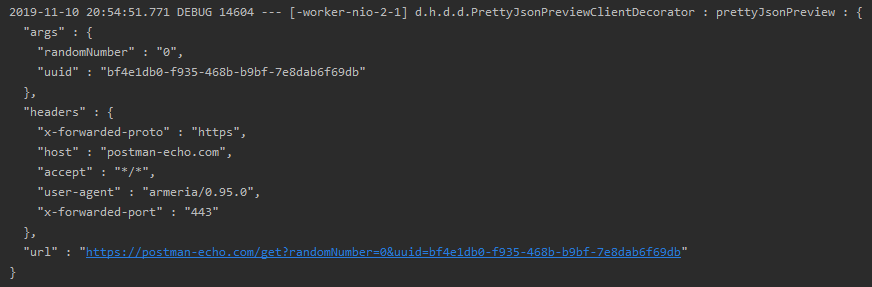 2019-11-10 20:54:51.771 DEBUG 14604 --- [-worker-nio-2-1] d.h.d.d.PrettyJsonPreviewClientDecorator : prettyJsonPreview : {
  "args" : {
    "randomNumber" : "0",
    "uuid" : "bf4e1db0-f935-468b-b9bf-7e8dab6f69db"
  },
  "headers" : {
    "x-forwarded-proto" : "https",
    "host" : "postman-echo.com",
    "accept" : "*/*",
    "user-agent" : "armeria/0.95.0",
    "x-forwarded-port" : "443"
  },
  "url" : "https://postman-echo.com/get?randomNumber=0&uuid=bf4e1db0-f935-468b-b9bf-7e8dab6f69db"
}